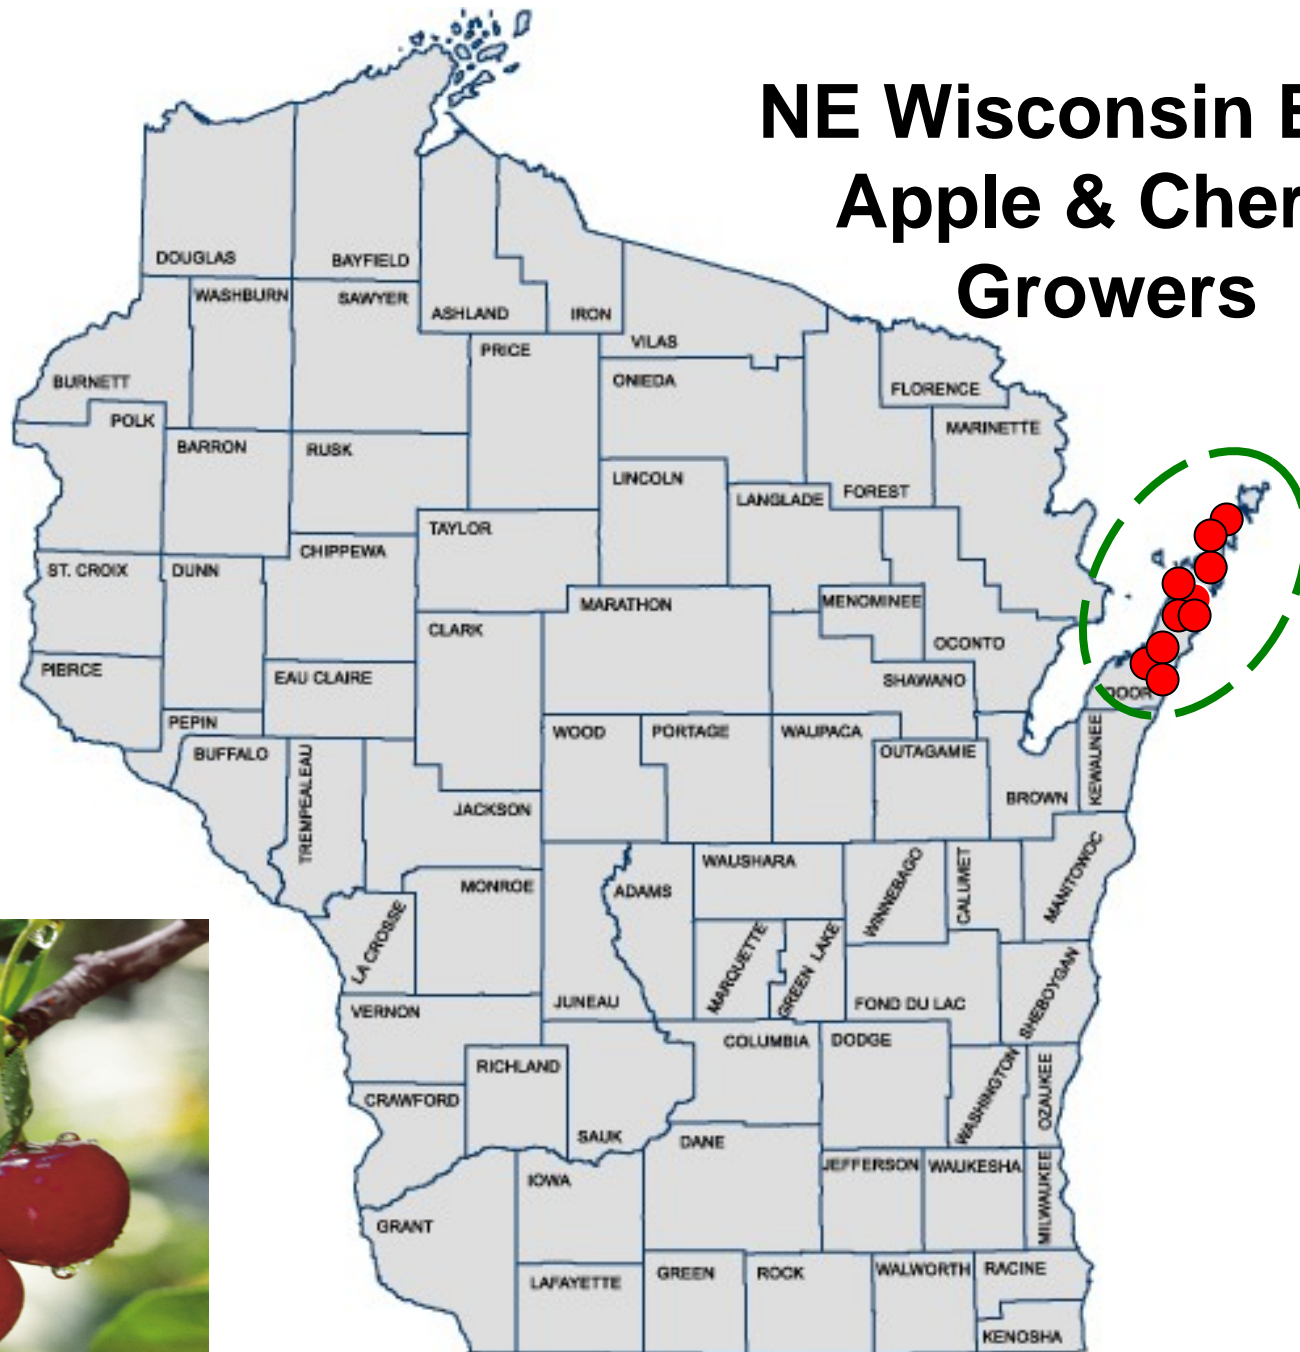 NE Wisconsin
Apple &
Growers
DOUGLAS
BAYFIELD
WASHBURN
SAWYER
ASHLAND
IRON
VILAS
PRICE
ONIEDA
BURNETT
FLORENCE
POLK
MARINETTE
BARRON
RUSK
LINCOLN
LANGLADE
FOREST
TAYLOR
CHIPPEWA
ST. CROIX
DUNN
MARATHON
MENOMINEE
CLARK
OCONTO
PIERCE
EAU CLAIRE
SHAWANO
DOOR
PEPIN
BUFFALO
TREMPEALEAU
WOOD
PORTAGE
WAUPACA
OUTAGAMIE
KEWAUNEE
BROWN
JACKSON
WAUSHARA
WINNEBAGO
CALUMET
MANITOWOC
MONROE
ADAMS
LA CROSSE
MARQUETTE
GREEN LAKE
SHEBOYGAN
JUNEAU
FOND DU LAC
VERNON
COLUMBIA
DODGE
RICHLAND
WASHINGTON
OZAUKEE
CRAWFORD
SAUK
DANE
JEFFERSON
WAUKESHA
MILWAUKEE
IOWA
GRANT
LAFAYETTE
GREEN
ROCK
WALWORTH
RACINE
KENOSHA